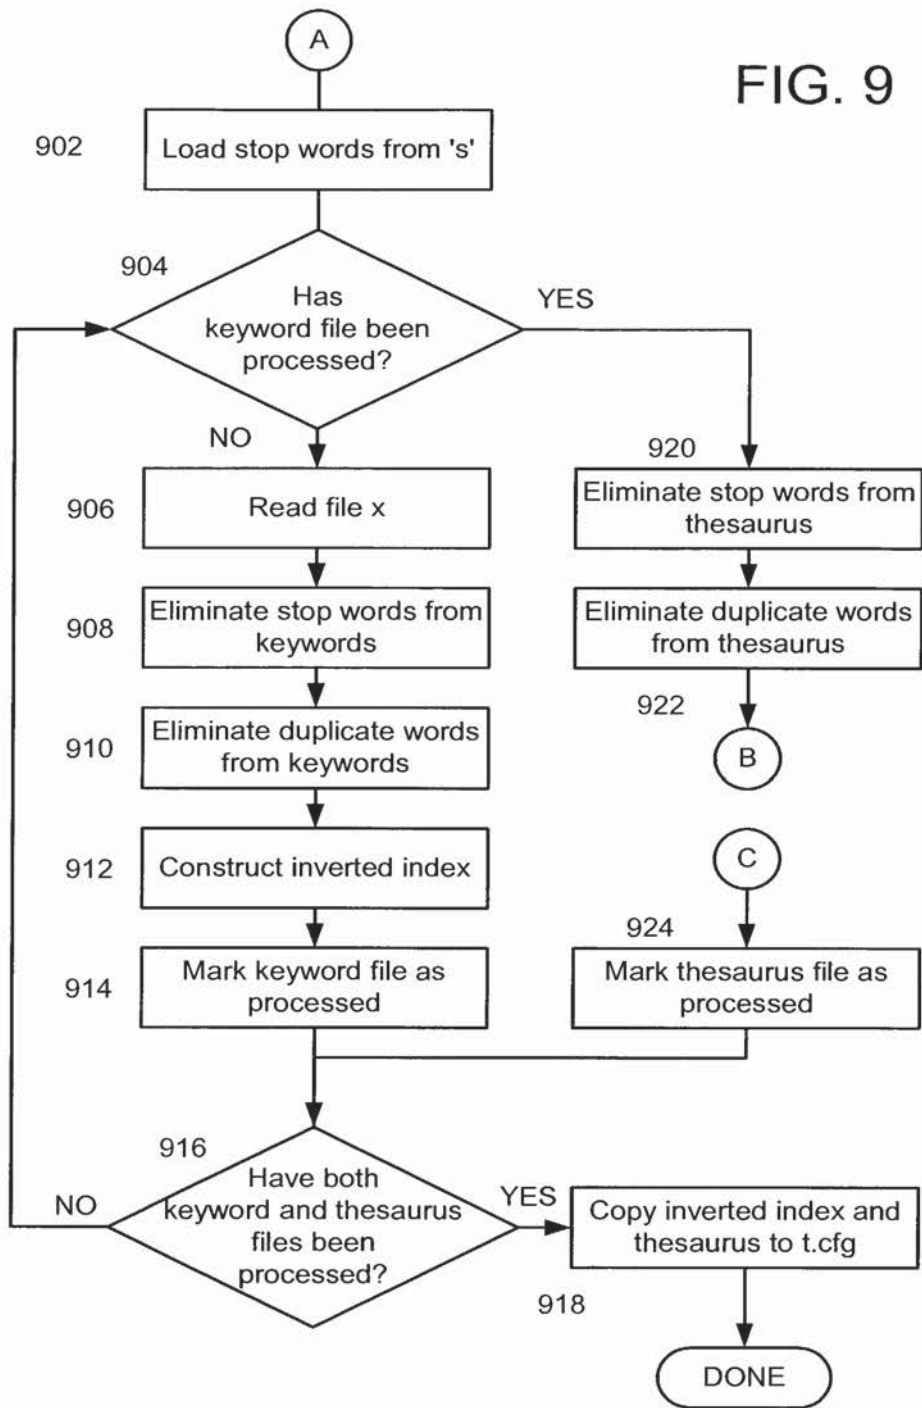 A
FIG. 9
902
Load stop words from 's'
904
Has
keyword file been
processed?
YES
NO
906
Read file x
920
Eliminate stop words from
thesaurus
908
Eliminate stop words from
keywords
Eliminate duplicate words
from thesaurus
922
910
Eliminate duplicate words
from keywords
B
912
Construct inverted index
C
924
914
Mark keyword file as
processed
Mark thesaurus file as
processed
916
Have both
keyword and thesaurus
files been
processed?
NO
YES
Copy inverted index and
thesaurus to t.cfg
918
DONE